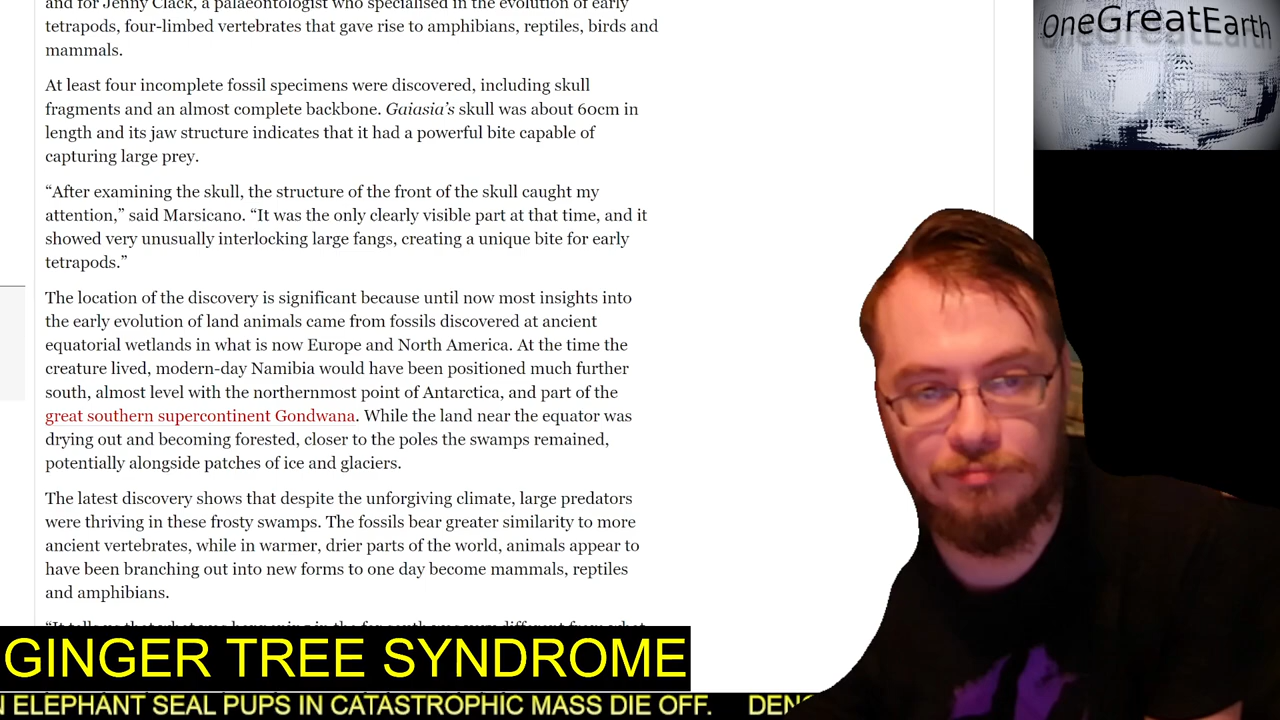 and for Jenny Clack, a palaeontologist who specialised in the evolution of early
tetrapods, four-limbed vertebrates that gave rise to amphibians, reptiles, birds and
mammals.
At least four incomplete fossil specimens were discovered, including skull
fragments and an almost complete backbone. Gaiasia's skull was about 60cm in
length and its jaw structure indicates that it had a powerful bite capable of
capturing large prey.
“After examining the skull, the structure of the front of the skull caught my
attention,” said Marsicano. “It was the only clearly visible part at that time, and it
showed very unusually interlocking large fangs, creating a unique bite for early
tetrapods.”
The location of the discovery is significant because until now most insights into
the early evolution of land animals came from fossils discovered at ancient
equatorial wetlands in what is now Europe and North America. At the time the
creature lived, modern-day Namibia would have been positioned much further
south, almost level with the northernmost point of Antarctica, and part of the
great southern supercontinent Gondwana. While the land near the equator was
drying out and becoming forested, closer to the poles the swamps remained,
potentially alongside patches of ice and glaciers.
The latest discovery shows that despite the unforgiving climate, large predators
were thriving in these frosty swamps. The fossils bear greater similarity to more
ancient vertebrates, while in warmer, drier parts of the world, animals appear to
have been branching out into new forms to one day become mammals, reptiles
and amphibians.
OneGreatEarth
GINGER TREE SYNDROME
ELEPHANT SEAL PUPS IN CATASTROPHIC MASS DIE OFF.